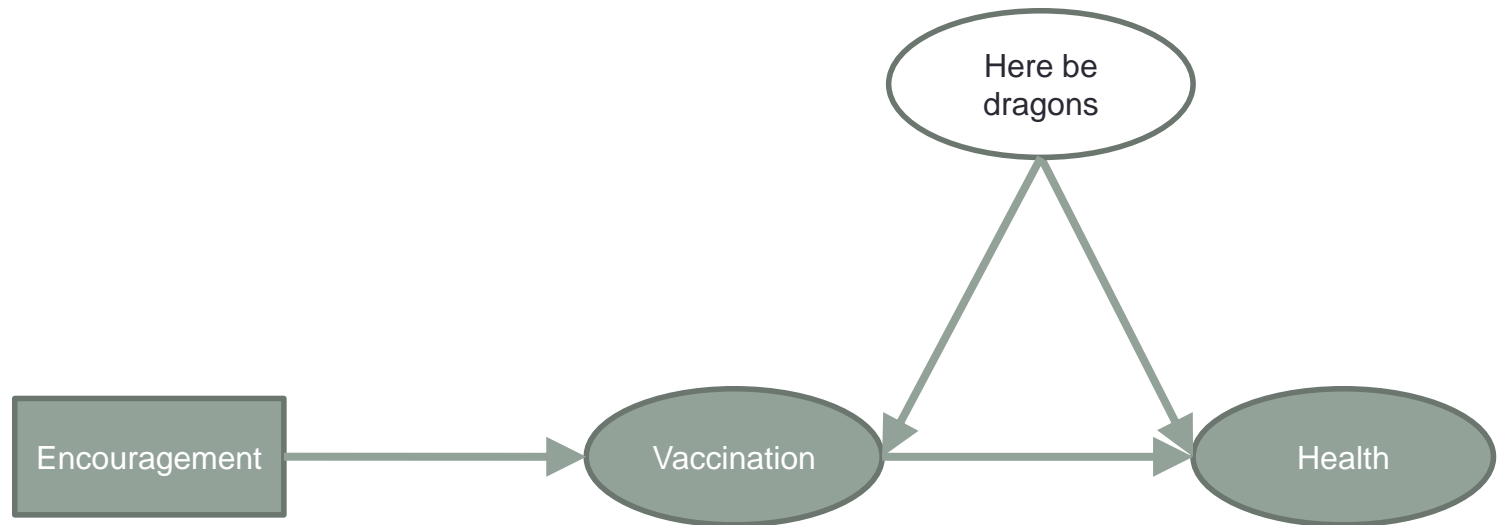 Here be
dragons
Encouragement
Vaccination
Health